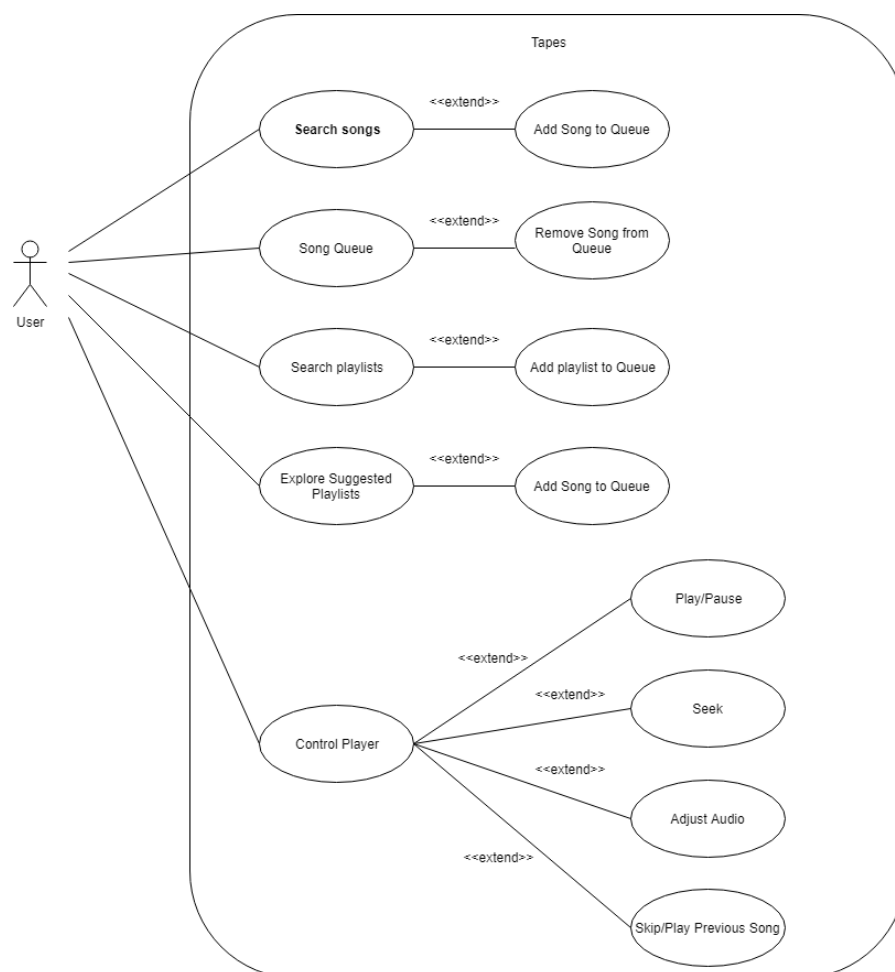 Tapes
<<extend>>
Search songs
Add Song to Queue
<<extend>>
Song Queue
Remove Song from
Queue
User
<<extend>>
Search playlists
Add playlist to Queue
<<extend>>
Explore Suggested
Playlists
Add Song to Queue
Play/Pause
<<extend>>
<<extend>>
Seek
Control Player
<<extend>>
Adjust Audio
<<extend>>
Skip/Play Previous Song